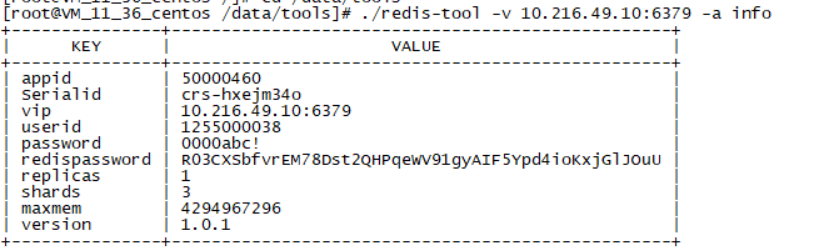 [root@VM_11_36_centos /data/tools]# ./redis-tool -v 10.216.49.10:6379 -a info
+---------------+--------------------------------------------------+
| KEY | VALUE |
+---------------+--------------------------------------------------+
| appid | 50000460 |
| Serialid | crs-hxejm34o |
| vip | 10.216.49.10:6379 |
| userid | 1255000038 |
| password | 0000abc! |
| redispassword | RO3CXSbfvrEM78Dst2QHPqeWV91gyAIF5Ypd4ioKxjGlJOuU |
| replicas | 1 |
| shards | 3 |
| maxmem | 4294967296 |
| version | 1.0.1 |
+---------------+--------------------------------------------------+